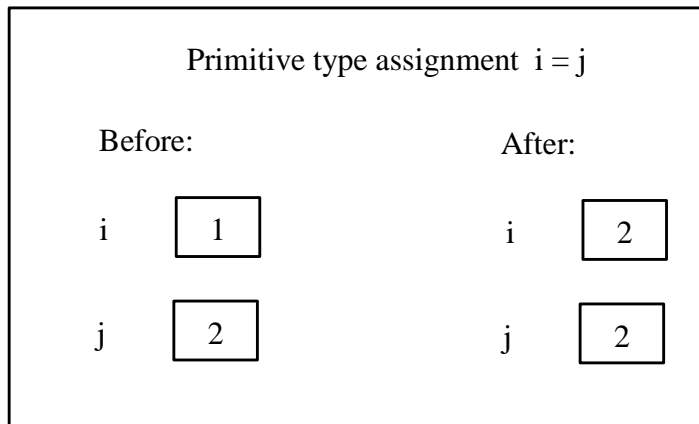 Primitive type assignment i = j
Before:
After:
i 1
i 2
j 2
j 2